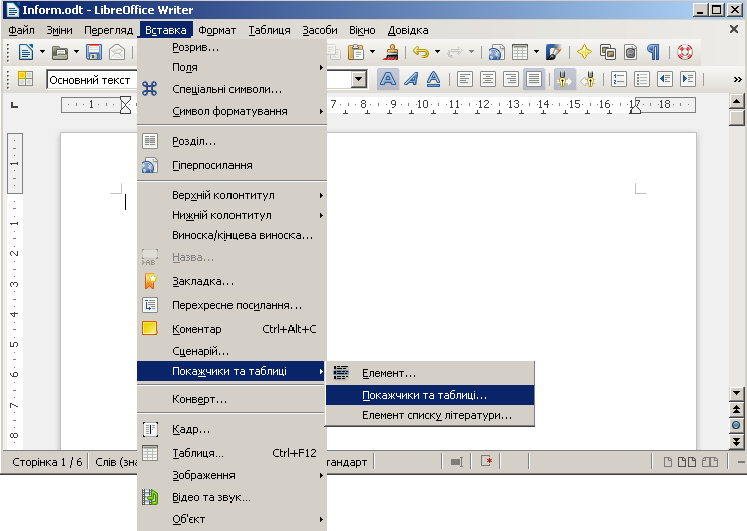 Inform.odt - LibreOffice Writer
Файл Зміни Перегляд Вставка Формат Таблиця Засоби Вікно Довідка
Основний текст
1 7 8 9 10 11 12 13 14 15 16 17 18
1 1 2 3 4 5 6 7 8
Розрив...
Поля
Спеціальні символи...
Символ форматування
Розділ...
Гіперпосилання
Верхній колонтитул
Нижній колонтитул
Виноска/кінцева виноска...
Назва...
Закладка...
Перехресне посилання...
Коментар Ctrl+Alt+C
Сценарій...
Покажчики та таблиці
Елемент...
Покажчики та таблиці...
Елемент списку літератури...
Конверт...
Кадр...
Таблиця... Ctrl+F12
Зображення
Відео та звук...
Об'єкт
Сторінка 1 / 6 Слів (зна тандарт